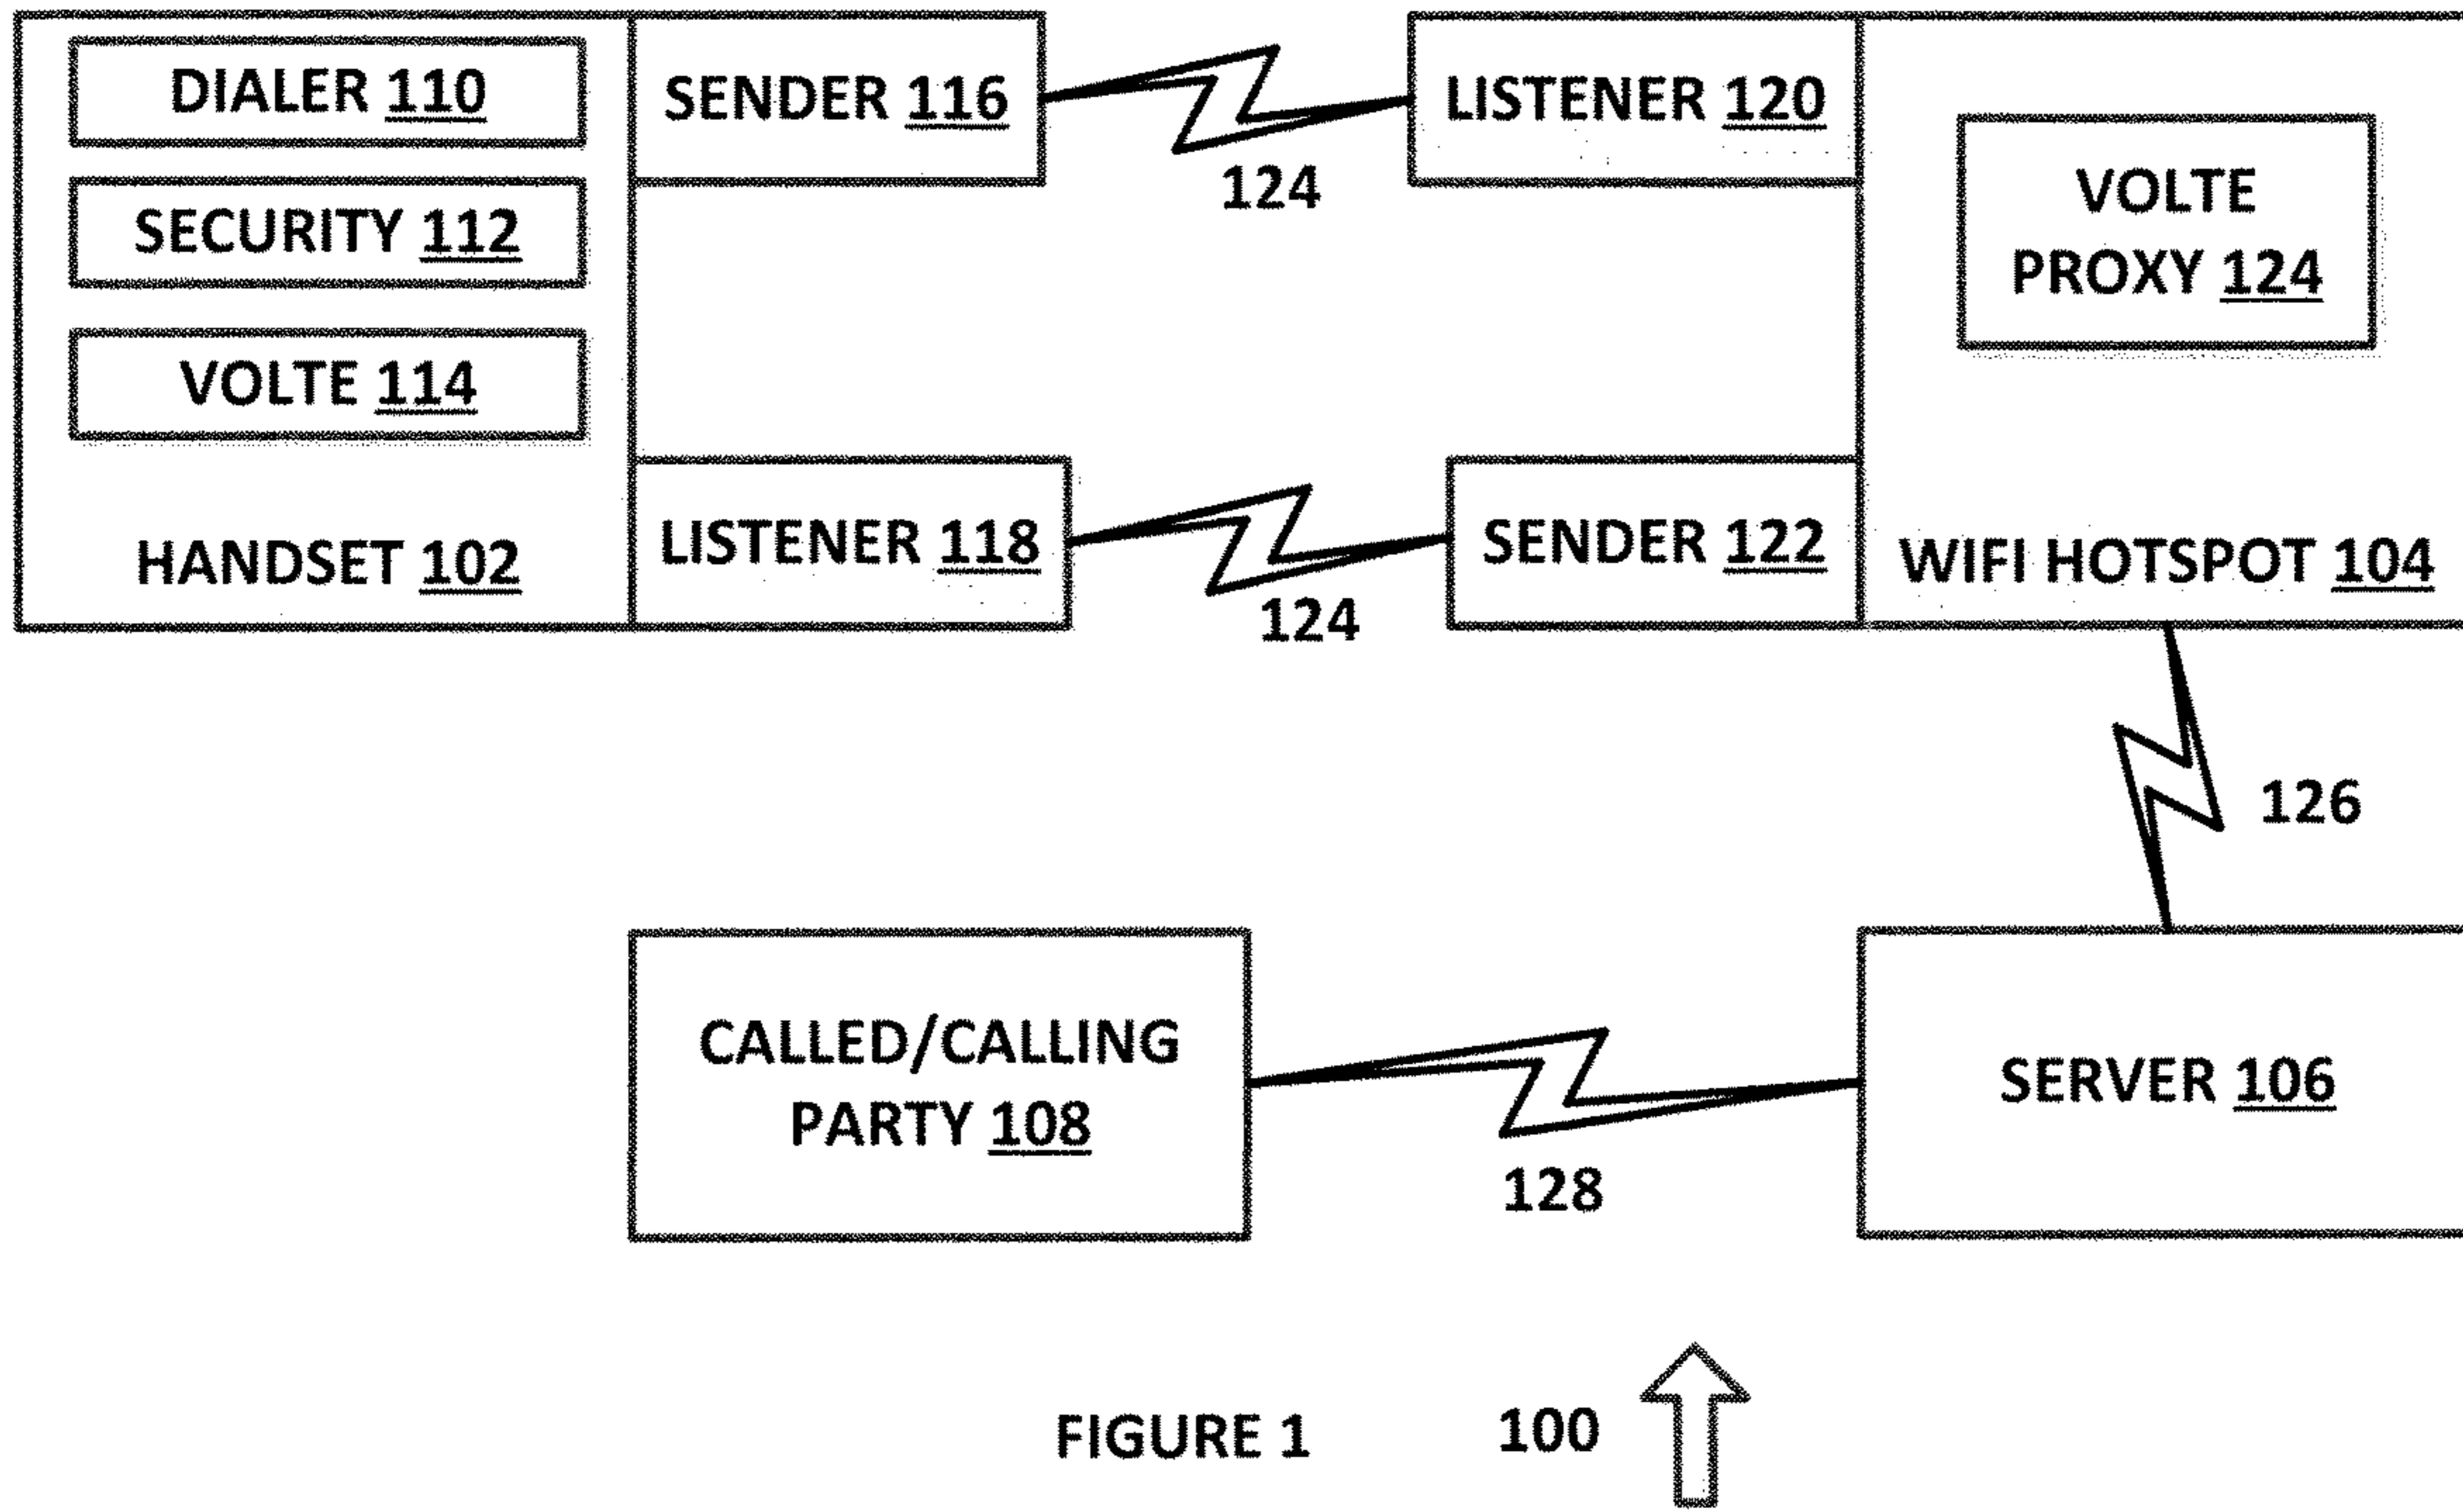 DIALER 110
SECURITY 112
VOLTE 114
HANDSET 102
SENDER 116
LISTENER 118
124
124
LISTENER 120
SENDER 122
VOLTE
PROXY 124
WIFI HOTSPOT 104
126
CALLED/CALLING
PARTY 108
128
SERVER 106
FIGURE 1
100